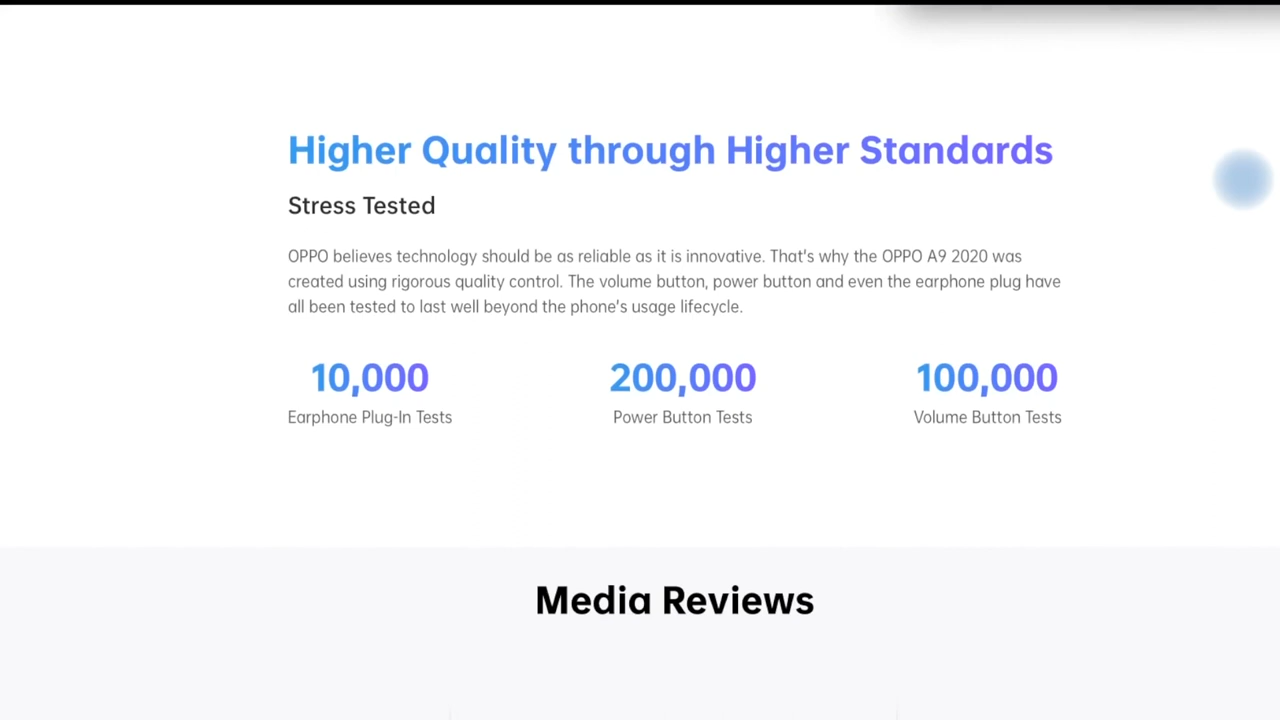 Higher Quality through Higher Standards
Stress Tested
OPPO believes technology should be as reliable as it is innovative. That's why the OPPO A9 2020 was
created using rigorous quality control. The volume button, power button and even the earphone plug have
all been tested to last well beyond the phone's usage lifecycle.
10,000
Earphone Plug-In Tests
200,000
Power Button Tests
100,000
Volume Button Tests
Media Reviews